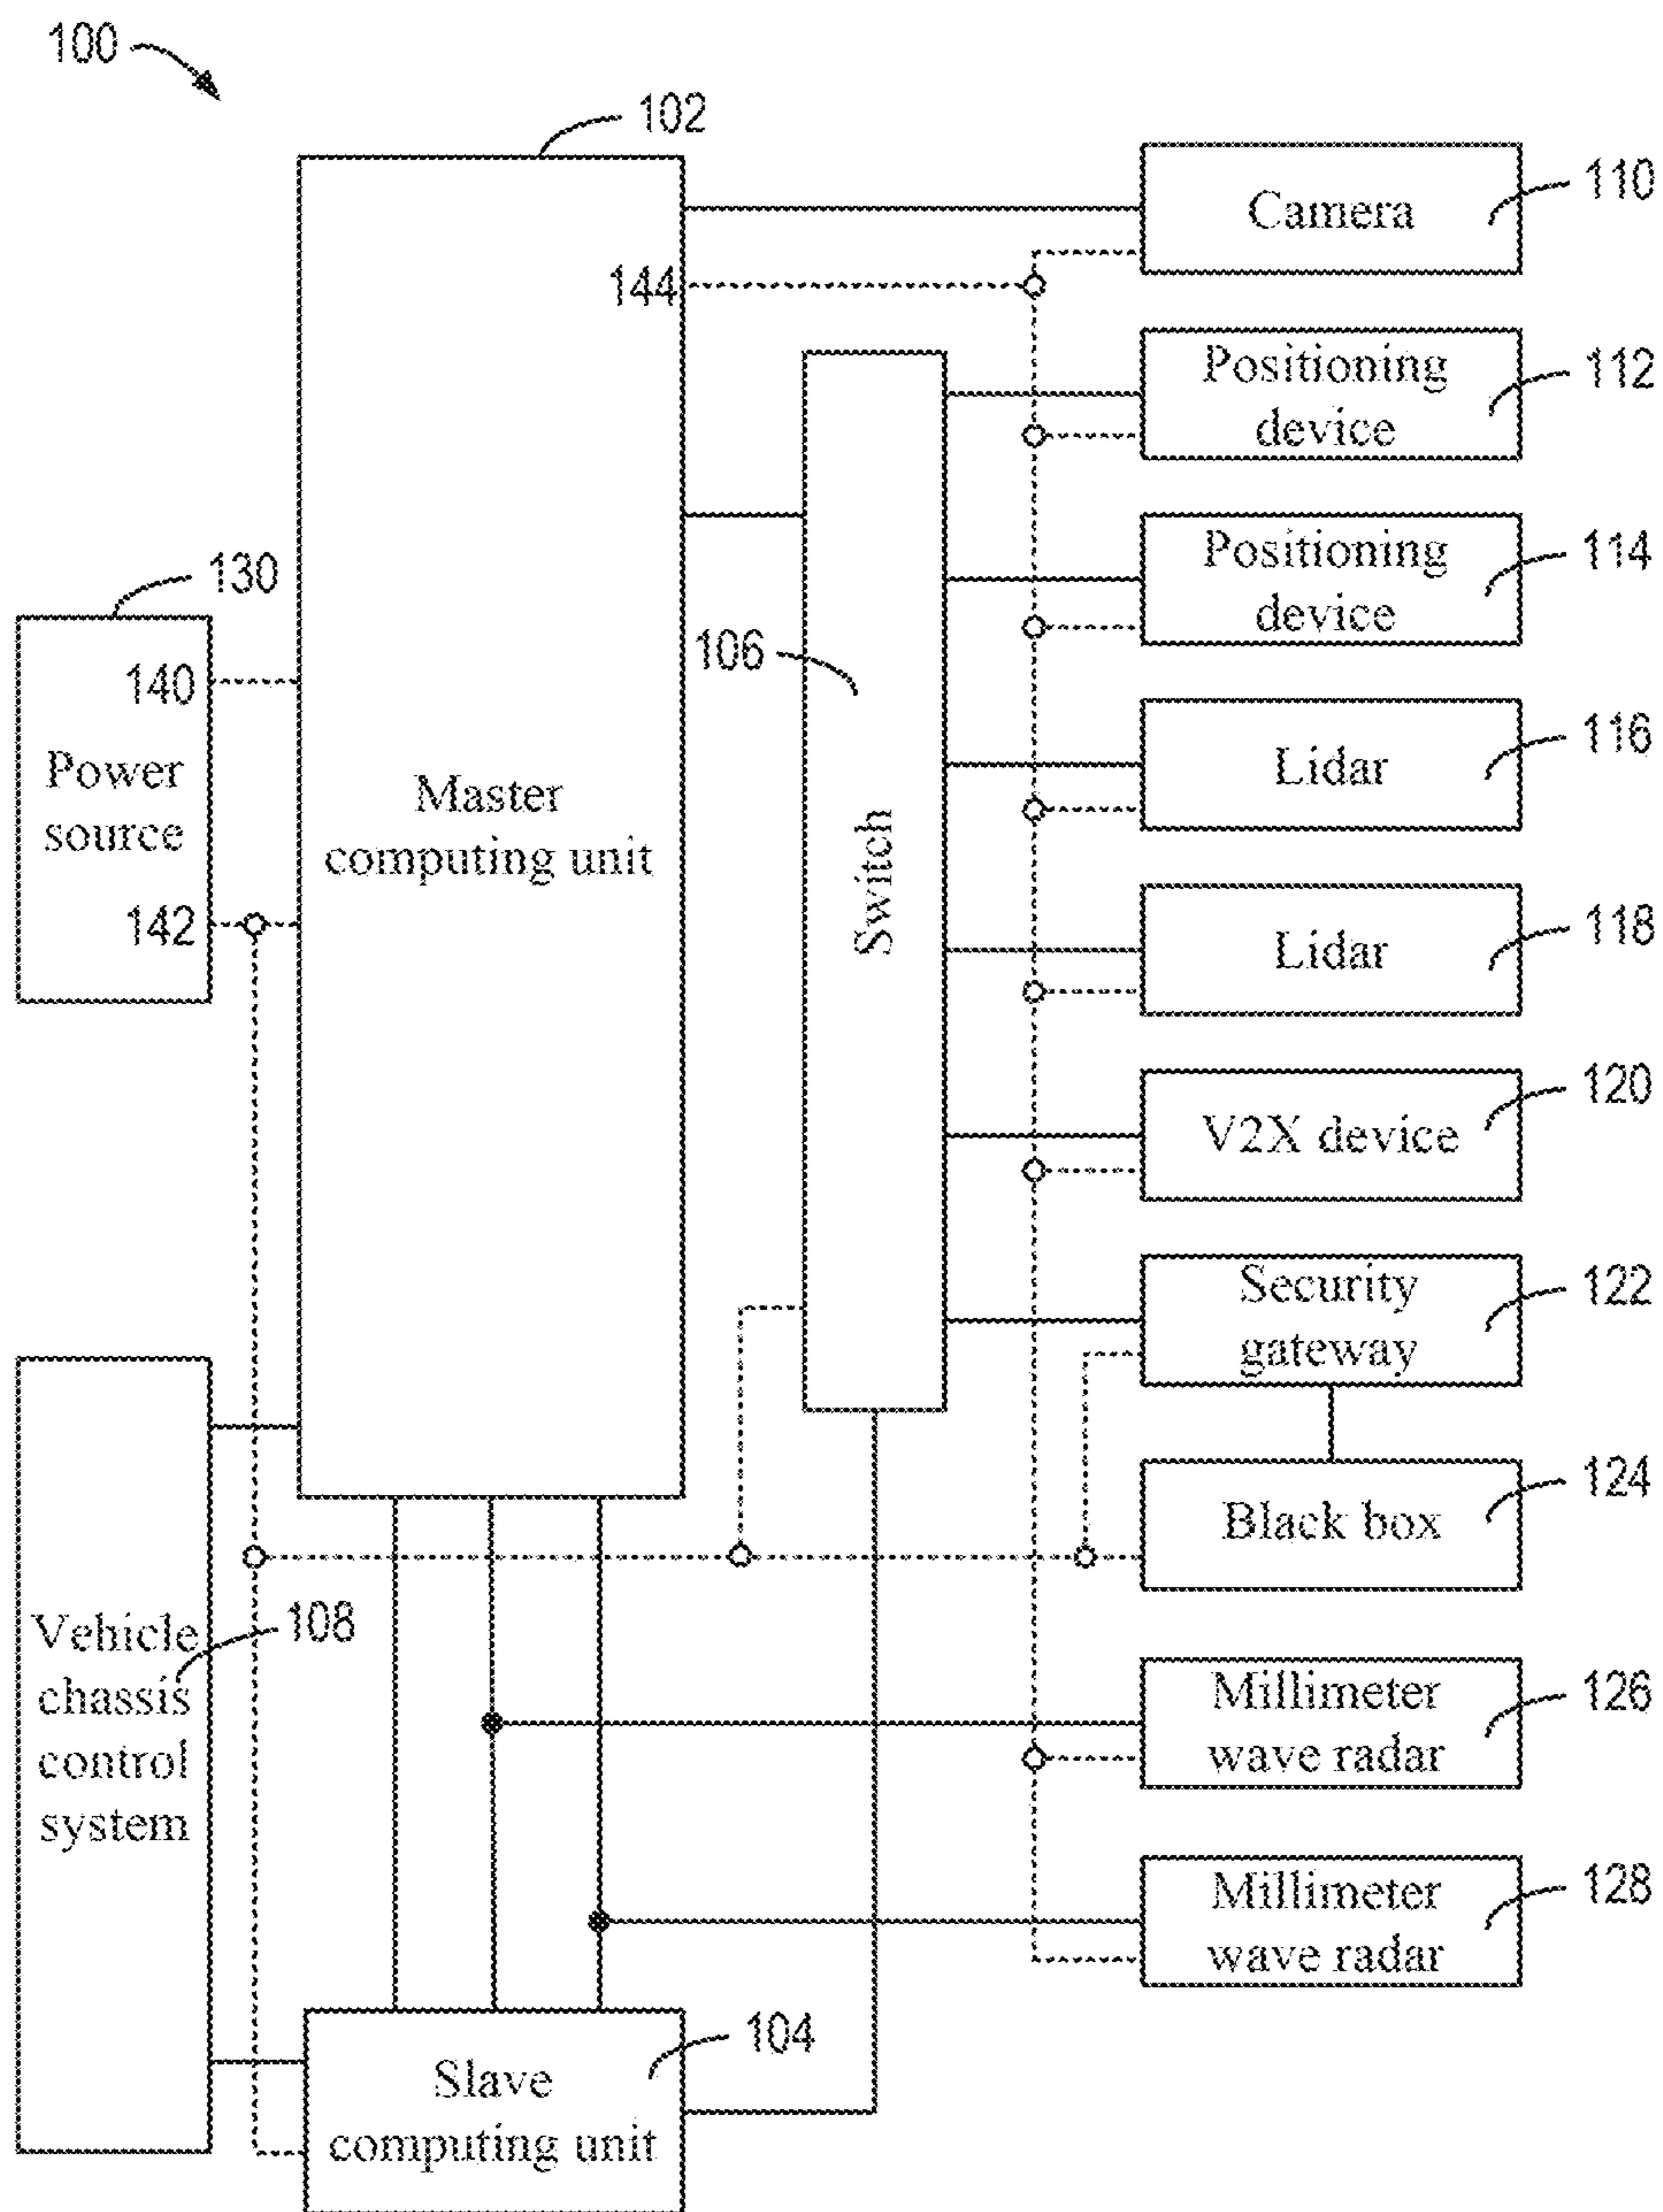 100
102
Camera
110
144
Positioning
device
112
Positioning
device
114
130
140
Power
source
142
Master
computing unit
106
Switch
Lidar
116
Lidar
118
V2X device
120
Security
gateway
122
Black box
124
Vehicle
chassis
control
system
108
Millimeter
wave radar
126
Millimeter
wave radar
128
Slave
computing unit
104